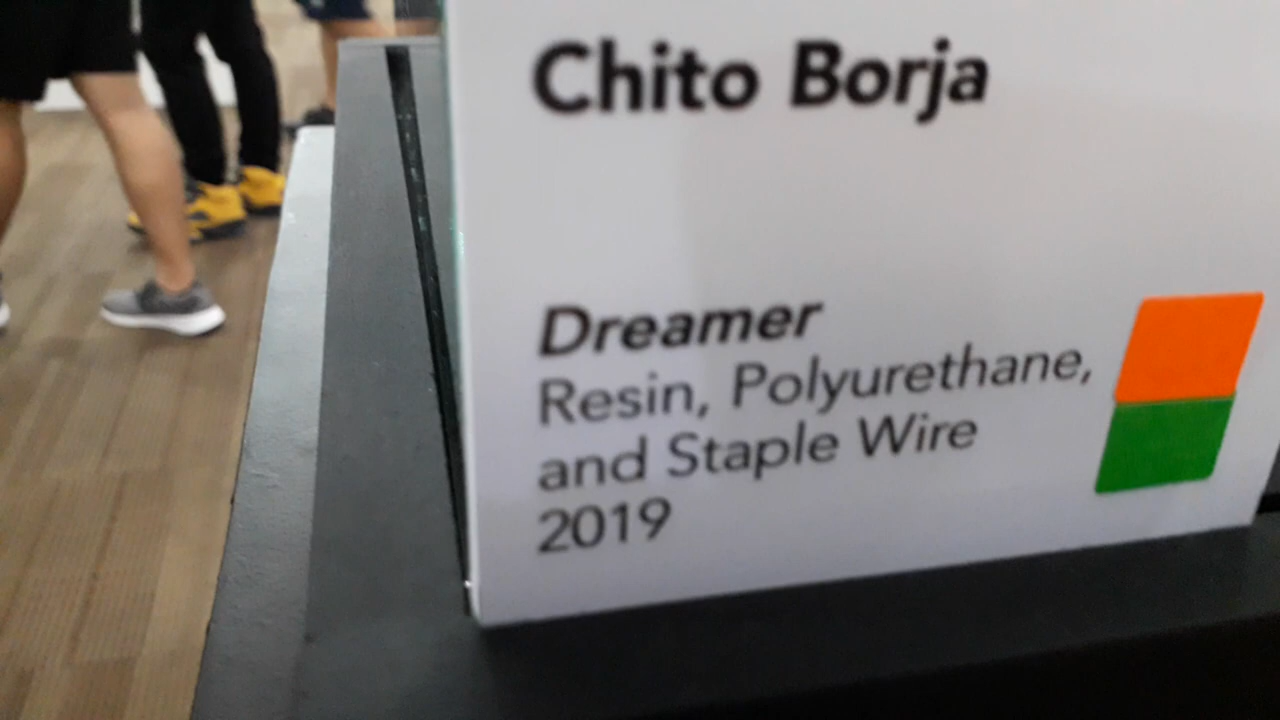 Chito Borja
Dreamer
Resin, Polyurethane,
and Staple Wire
2019